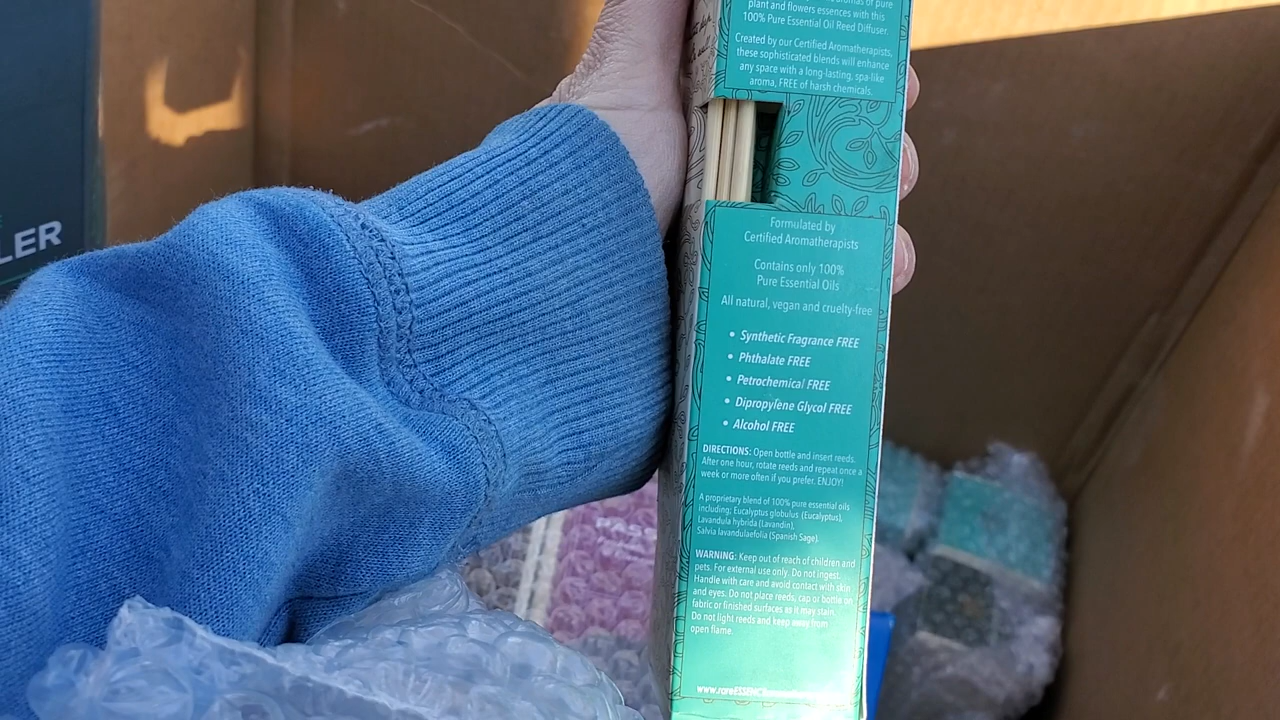 aromas of pure
plant and flowers essences with this
100% Pure Essential Oil Reed Diffuser.
Created by our Certified Aromatherapists,
these sophisticated blends will enhance
any space with a long-lasting, spa-like
aroma, FREE of harsh chemicals.
LER
Formulated by
Certified Aromatherapists
Contains only 100%
Pure Essential Oils
All natural, vegan and cruelty-free
• Synthetic Fragrance FREE
• Phthalate FREE
• Petrochemical FREE
• Dipropylene Glycol FREE
• Alcohol FREE
DIRECTIONS: Open bottle and insert reeds.
After one hour, rotate reeds and repeat once a
week or more often if you prefer. ENJOY!
A proprietary blend of 100% pure essential oils
including; Eucalyptus globulus (Eucalyptus),
Lavandula hybrida (Lavandin),
Salvia lavandulaefolia (Spanish Sage).
WARNING: Keep out of reach of children and
pets. For external use only. Do not ingest.
Handle with care and avoid contact with skin
and eyes. Do not place reeds, cap or bottle on
fabric or finished surfaces as it may stain.
Do not light reeds and keep away from
open flame.